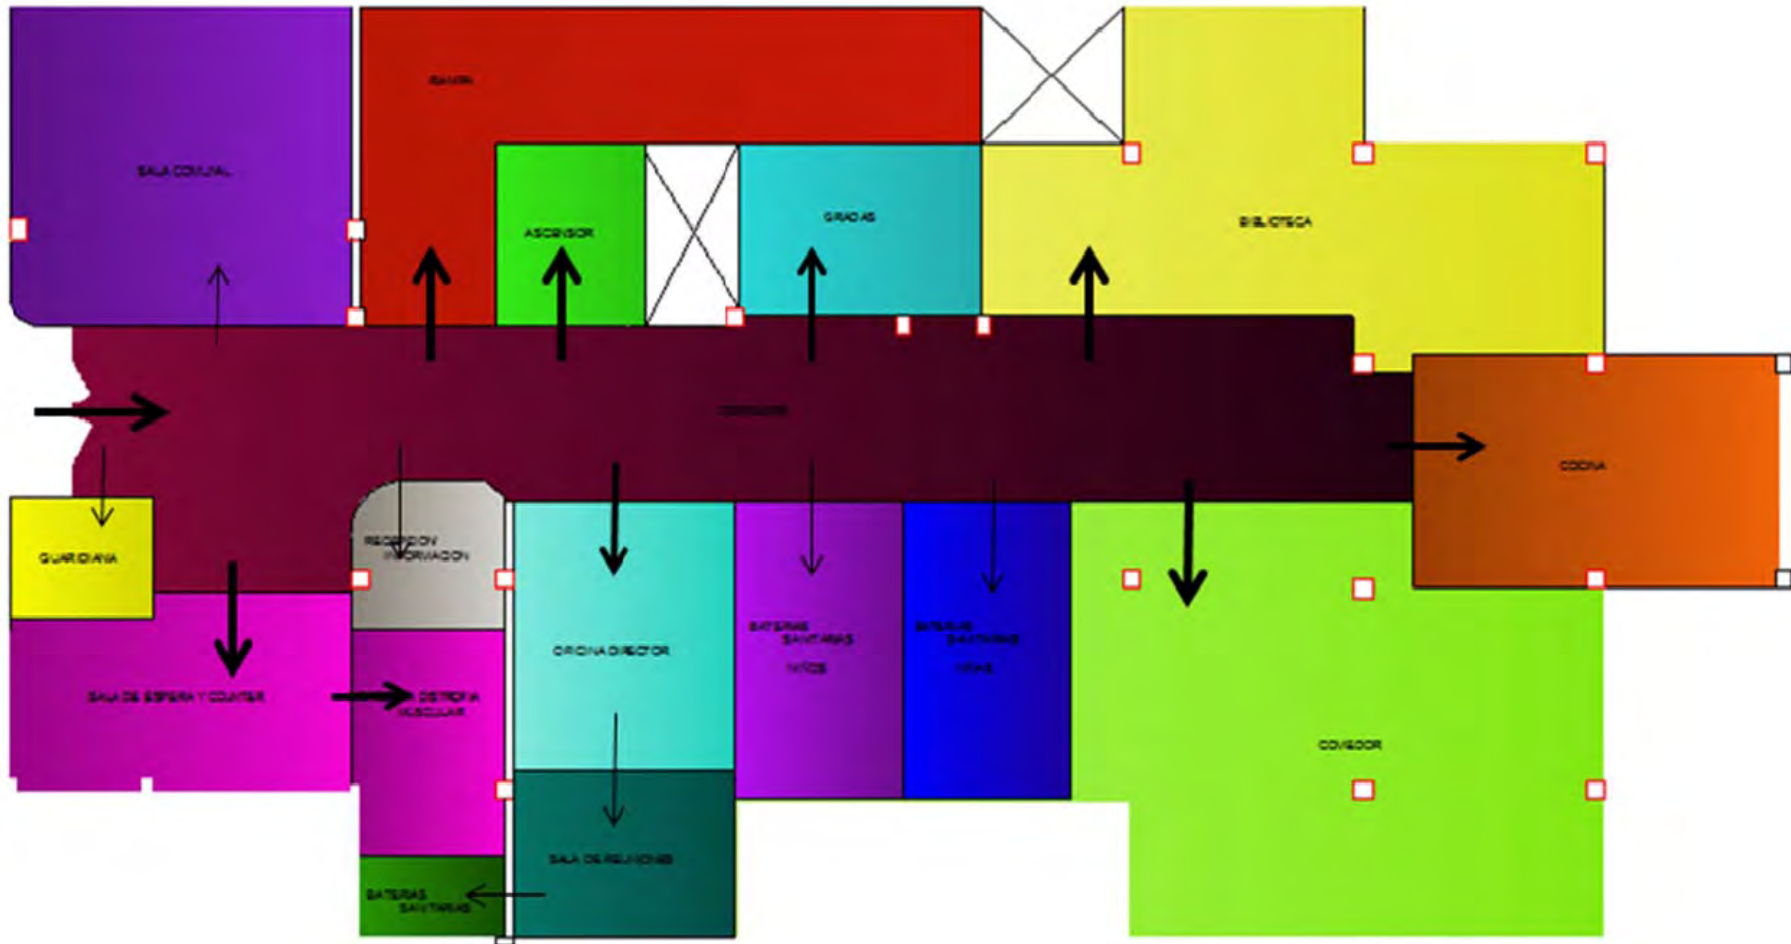 RAMPA
SALA COMUNAL
ASCENSOR
GRADAS
BIBLIOTECA
COCINA
GUARDIANIA
RECEPCION
INFORMACION
SALA DE ESPERA Y COUNTER
DISTROFIA
MUSCULAR
OFICINA DIRECTOR
BATERIAS
SANITARIAS
NIÑOS
BATERIAS
SANITARIAS
NIÑAS
COMEDOR
SALA DE REUNIONES
BATERIAS
SANITARIAS